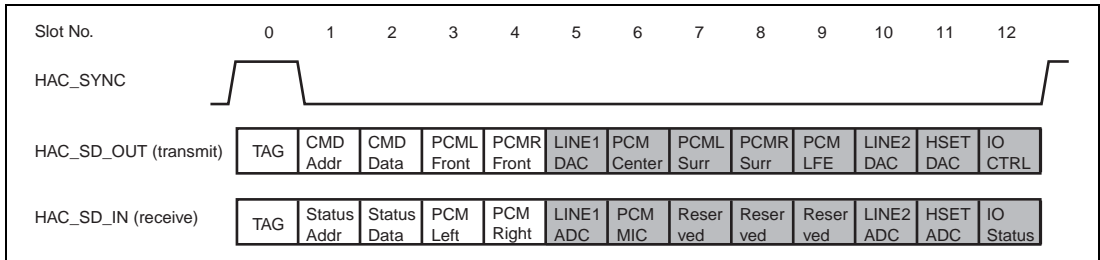 Slot No. 0 1 2 3 4 5 6 7 8 9 10 11 12
HAC_SYNC
HAC_SD_OUT (transmit) TAG CMD Addr CMD Data PCML Front PCMR Front LINE1 DAC PCM Center PCML Surr PCMR Surr PCM LFE LINE2 DAC HSET DAC IO CTRL
HAC_SD_IN (receive) TAG Status Addr Status Data PCM Left PCM Right LINE1 ADC PCM MIC Reser ved Reser ved Reser ved LINE2 ADC HSET ADC IO Status